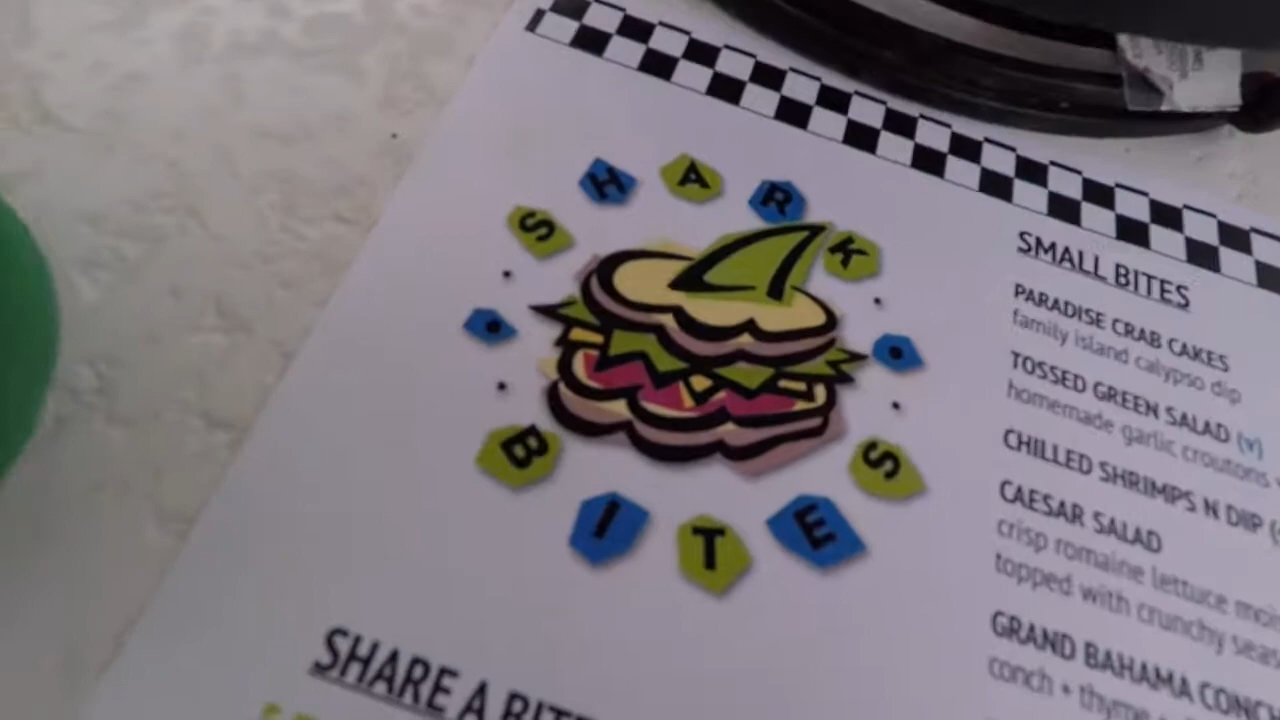 SHARK
BITES
SMALL BITES
PARADISE CRAB CAKES
family island calypso dip
TOSSED GREEN SALAD (v)
homemade garlic croutons
CHILLED SHRIMPS N DIP
CAESAR SALAD
crisp romaine lettuce
topped with crunchy
GRAND BAHAMA
conch + thyme
SHARE A BITE